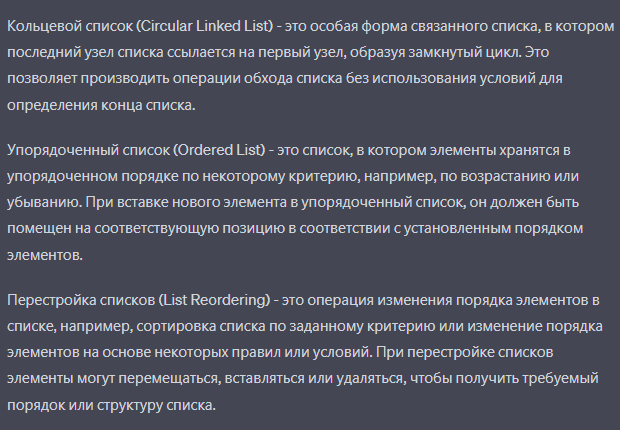 Кольцевой список (Circular Linked List) - это особая форма связанного списка, в котором
последний узел списка ссылается на первый узел, образуя замкнутый цикл. Это
позволяет производить операции обхода списка без использования условий для
определения конца списка.
Упорядоченный список (Ordered List) - это список, в котором элементы хранятся в
упорядоченном порядке по некоторому критерию, например, по возрастанию или
убыванию. При вставке нового элемента в упорядоченный список, он должен быть
помещен на соответствующую позицию в соответствии с установленным порядком
элементов.
Перестройка списков (List Reordering) - это операция изменения порядка элементов в
списке, например, сортировка списка по заданному критерию или изменение порядка
элементов на основе некоторых правил или условий. При перестройке списков
элементы могут перемещаться, вставляться или удаляться, чтобы получить требуемый
порядок или структуру списка.